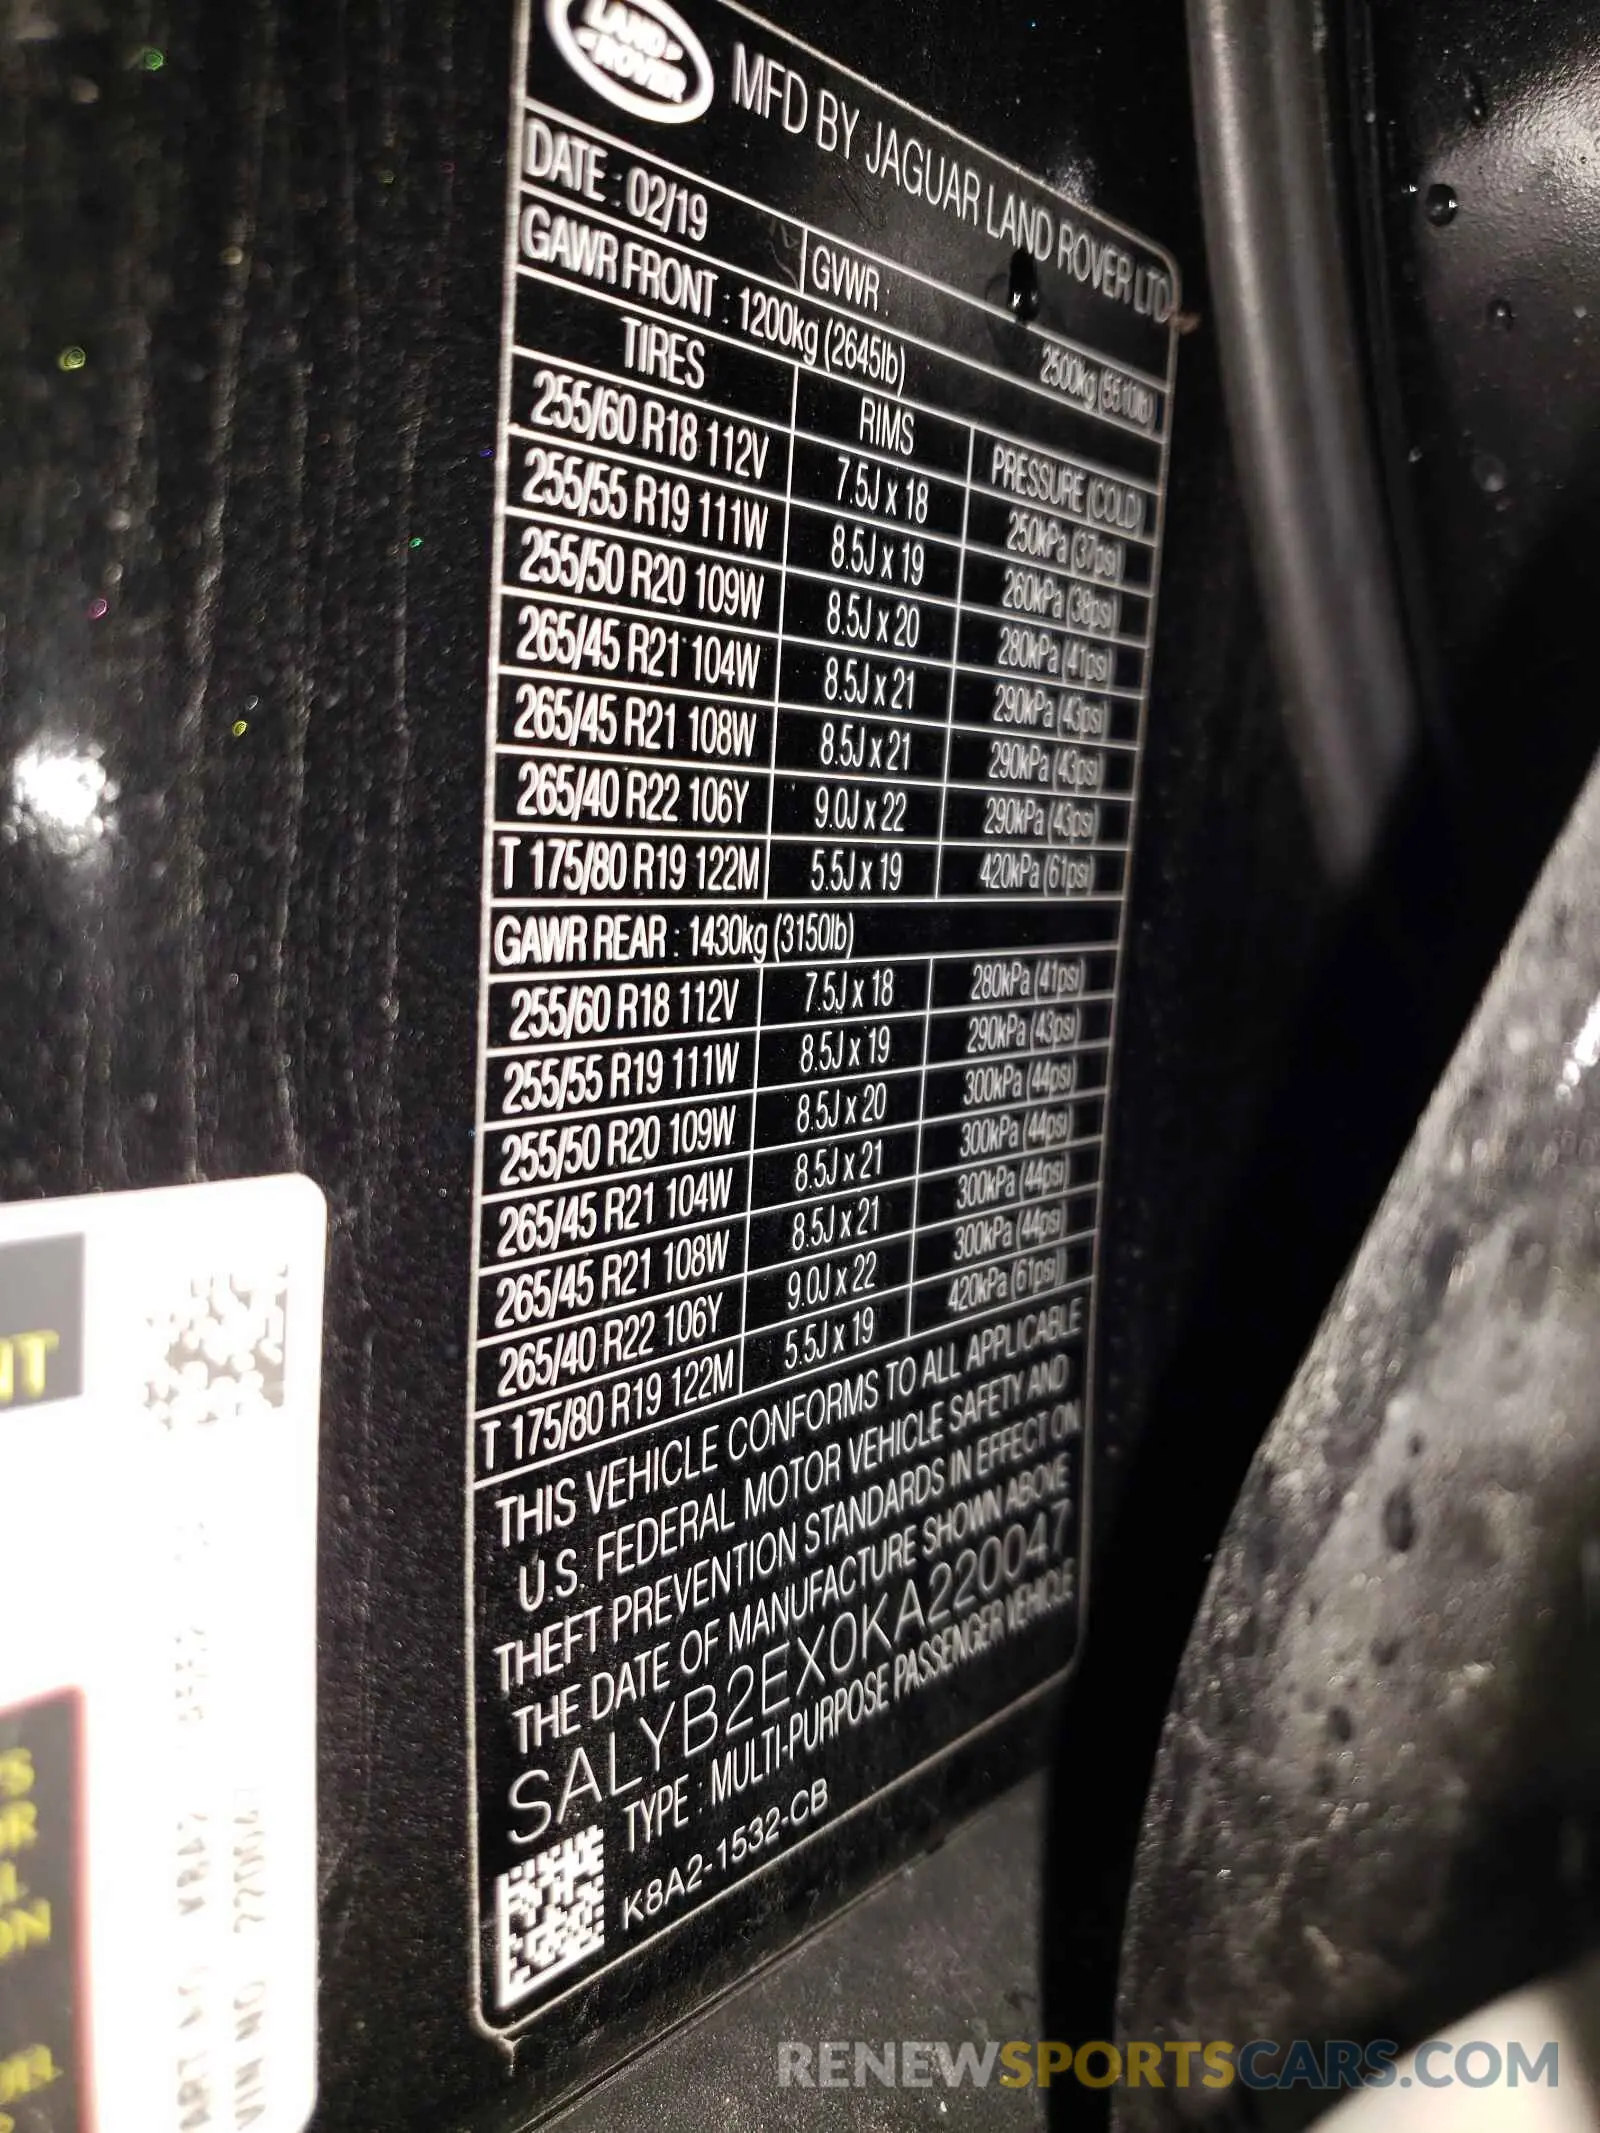 LAND ROVER
MFD BY JAGUAR LAND ROVER LTD
DATE : 02/19 GVWR : 2500kg (5510lb)
GAWR FRONT : 1200kg (2645lb)
TIRES RIMS PRESSURE (COLD)
255/60 R18 112V 7.5J x 18 250kPa (37psi)
255/55 R19 111W 8.5J x 19 260kPa (38psi)
255/50 R20 109W 8.5J x 20 280kPa (41psi)
265/45 R21 104W 8.5J x 21 290kPa (43psi)
265/45 R21 108W 8.5J x 21 290kPa (43psi)
265/40 R22 106Y 9.0J x 22 290kPa (43psi)
T 175/80 R19 122M 5.5J x 19 420kPa (61psi)
GAWR REAR : 1430kg (3150lb)
255/60 R18 112V 7.5J x 18 280kPa (41psi)
255/55 R19 111W 8.5J x 19 290kPa (43psi)
255/50 R20 109W 8.5J x 20 300kPa (44psi)
265/45 R21 104W 8.5J x 21 300kPa (44psi)
265/45 R21 108W 8.5J x 21 300kPa (44psi)
265/40 R22 106Y 9.0J x 22 300kPa (44psi)
T 175/80 R19 122M 5.5J x 19 420kPa (61psi)
THIS VEHICLE CONFORMS TO ALL APPLICABLE
U.S. FEDERAL MOTOR VEHICLE SAFETY AND
THEFT PREVENTION STANDARDS IN EFFECT ON
THE DATE OF MANUFACTURE SHOWN ABOVE
SALYB2EX0KA220047
TYPE : MULTI-PURPOSE PASSENGER VEHICLE
K8A2-1532-CB
NT
VIN NO
RENEWSPORTSCARS.COM